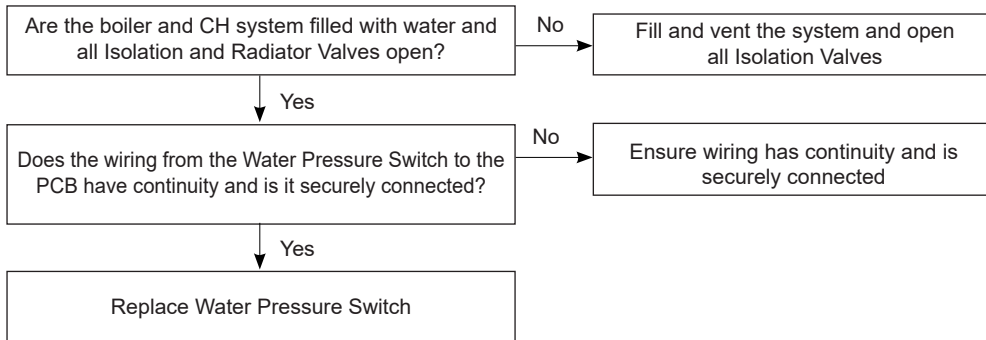 Are the boiler and CH system filled with water and
all Isolation and Radiator Valves open?
No
Fill and vent the system and open
all Isolation Valves
Yes
Does the wiring from the Water Pressure Switch to the
PCB have continuity and is it securely connected?
No
Ensure wiring has continuity and is
securely connected
Yes
Replace Water Pressure Switch